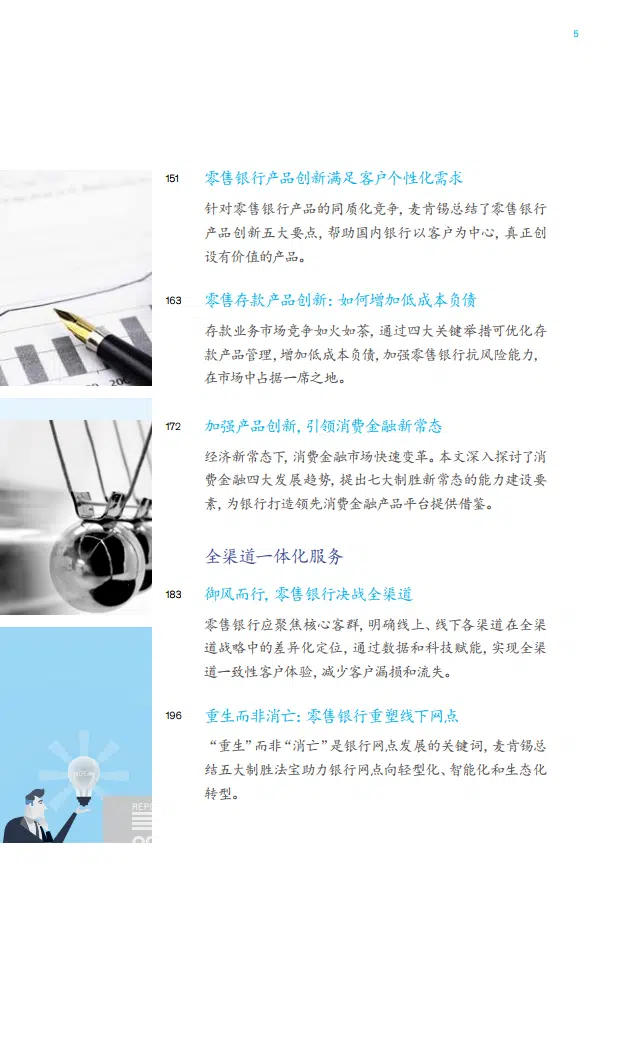 5
151 零售银行产品创新满足客户个性化需求
针对零售银行产品的同质化竞争, 麦肯锡总结了零售银行
产品创新五大要点, 帮助国内银行以客户为中心, 真正创
设有价值的产品。
163 零售存款产品创新: 如何增加低成本负债
存款业务市场竞争如火如荼, 通过四大关键举措可优化存
款产品管理, 增加低成本负债, 加强零售银行抗风险能力,
在市场中占据一席之地。
172 加强产品创新, 引领消费金融新常态
经济新常态下, 消费金融市场快速变革。本文深入探讨了消
费金融四大发展趋势, 提出七大制胜新常态的能力建设要
素, 为银行打造领先消费金融产品平台提供借鉴。
全渠道一体化服务
183 御风而行, 零售银行决战全渠道
零售银行应聚焦核心客群, 明确线上、线下各渠道在全渠
道战略中的差异化定位, 通过数据和科技赋能, 实现全渠
道一致性客户体验, 减少客户漏损和流失。
196 重生而非消亡: 零售银行重塑线下网点
“重生”而非“消亡”是银行网点发展的关键词, 麦肯锡总
结五大制胜法宝助力银行网点向轻型化、智能化和生态化
转型。